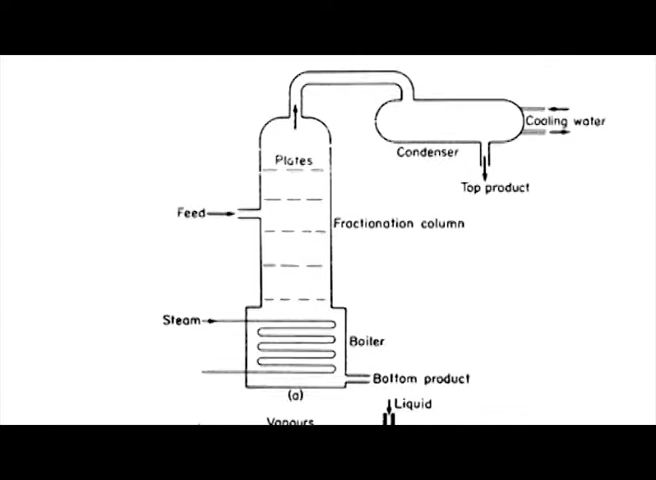 Cooling water
Plates
Condenser
Top product
Feed
Fractionation column
Steam
Boiler
Bottom product
(a)
Liquid
Vapours